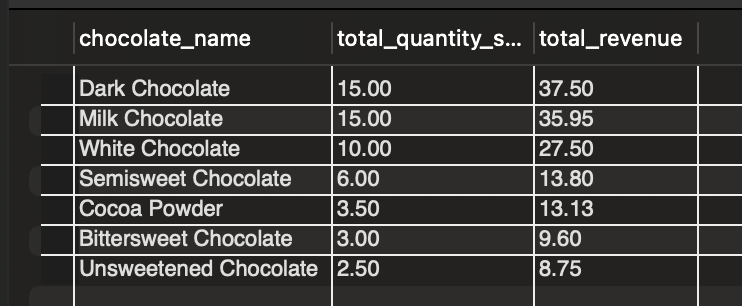 chocolate_name total_quantity_s... total_revenue
Dark Chocolate 15.00 37.50
Milk Chocolate 15.00 35.95
White Chocolate 10.00 27.50
Semisweet Chocolate 6.00 13.80
Cocoa Powder 3.50 13.13
Bittersweet Chocolate 3.00 9.60
Unsweetened Chocolate 2.50 8.75